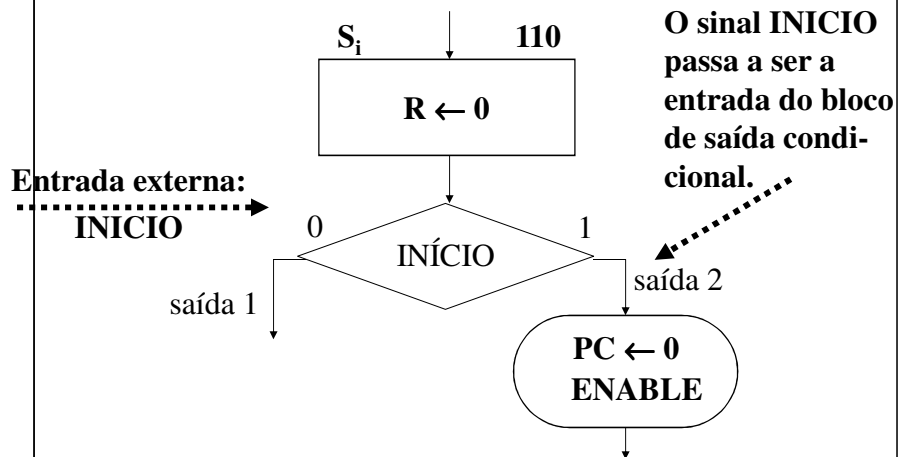 S_i 110
R ← 0
O sinal INICIO
passa a ser a
entrada do bloco
de saída condi-
cional.
Entrada externa:
INICIO
0
INÍCIO
1
saída 1
saída 2
PC ← 0
ENABLE